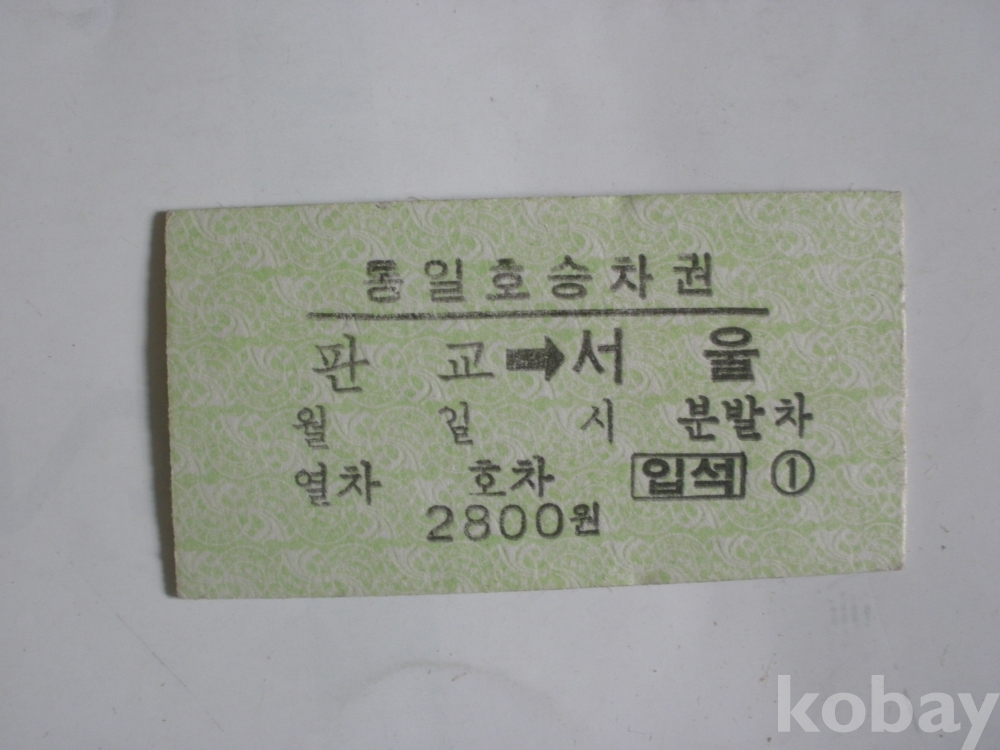 통일호승차권
판교➡서울
월 일 시 분발차
열차 호차 입석 ①
2800원
kobay